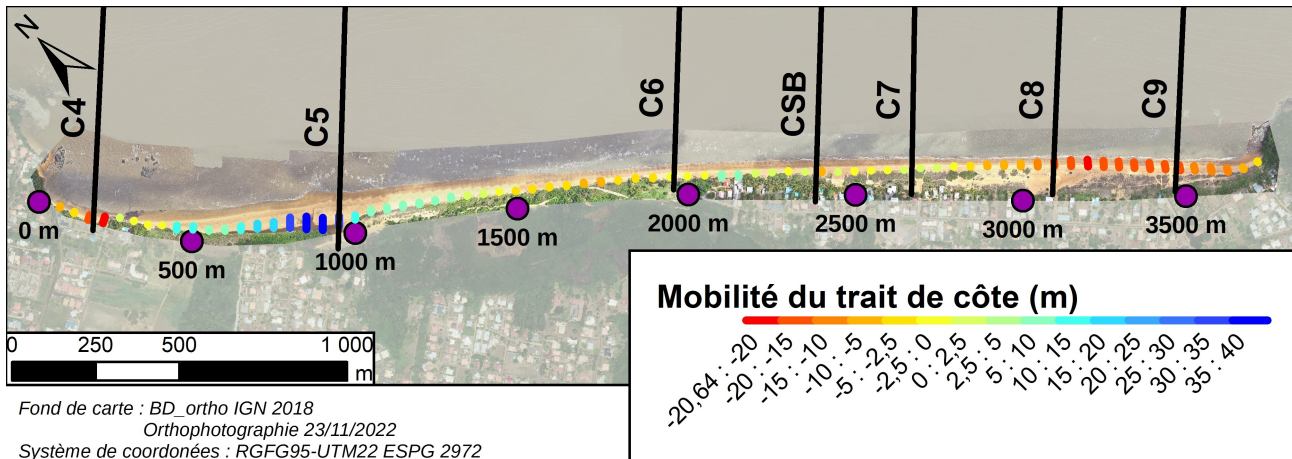 N
C4
C5
C6
CSB
C7
C8
C9
0 m
500 m
1000 m
1500 m
2000 m
2500 m
3000 m
3500 m
Mobilité du trait de côte (m)
-20,64 : -20
-20 : -15
-15 : -10
-10 : -5
-5 : -2,5
-2,5 : 0
0 : 2,5
2,5 : 5
5 : 10
10 : 15
15 : 20
20 : 25
25 : 30
30 : 35
35 : 40
0 250 500 1 000
m
Fond de carte : BD_ortho IGN 2018
Orthophotographie 23/11/2022
Système de coordonées : RGFG95-UTM22 ESPG 2972